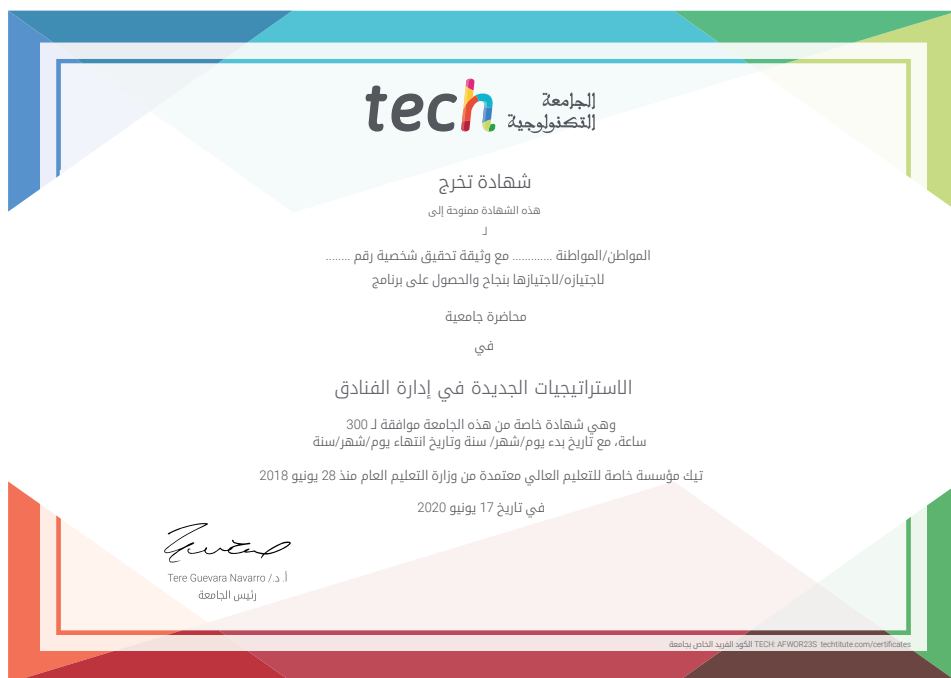 tech الجامعة
التكنولوجية
شهادة تخرج
هذه الشهادة ممنوحة إلى
لـ
المواطن/المواطنة ............ مع وثيقة تحقيق شخصية رقم ........
لاجتيازه/لاجتيازها بنجاح والحصول على برنامج
محاضرة جامعية
في
الاستراتيجيات الجديدة في إدارة الفنادق
وهي شهادة خاصة من هذه الجامعة موافقة لـ 300
ساعة، مع تاريخ بدء يوم/شهر/ سنة وتاريخ انتهاء يوم/شهر/سنة
تيك مؤسسة خاصة للتعليم العالي معتمدة من وزارة التعليم العام منذ 28 يونيو 2018
في تاريخ 17 يونيو 2020
أ. د./ Tere Guevara Navarro
رئيس الجامعة
الكود الفريد الخاص بجامعة TECH: AFWOR23S techtitute.com/certificates